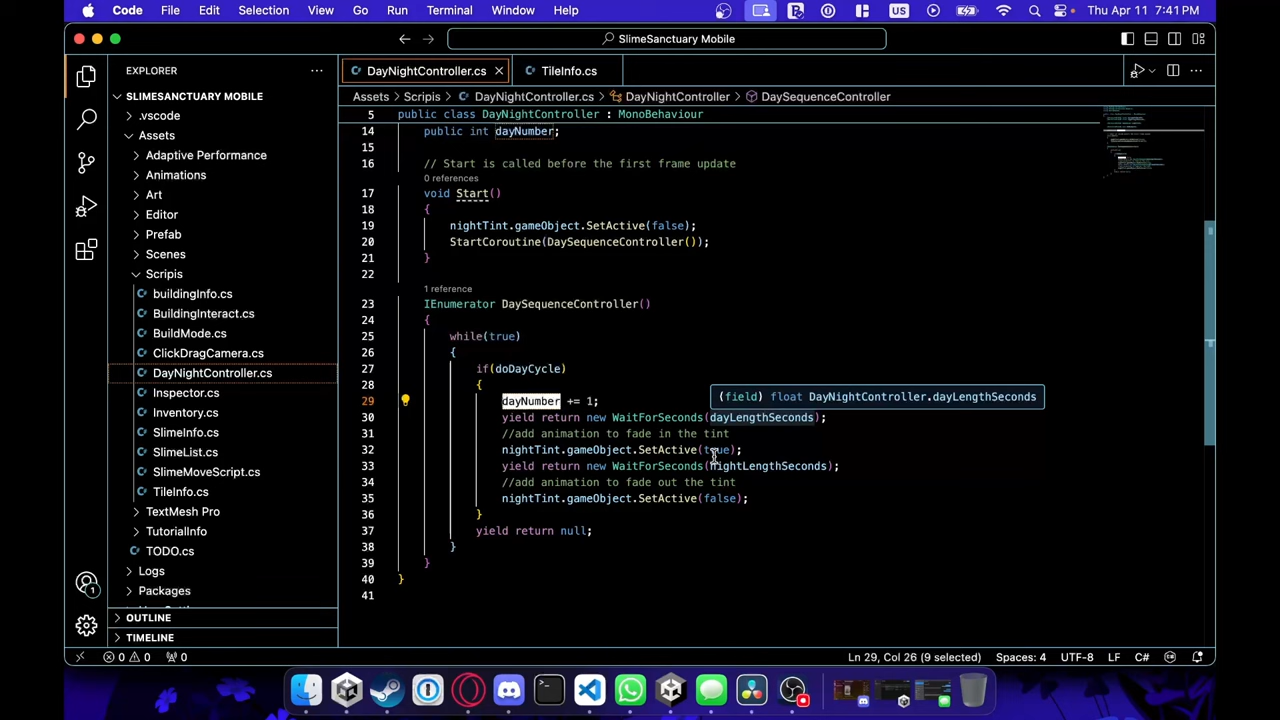 Code File Edit Selection View Go Run Terminal Window Help US Thu Apr 11 7:41 PM
SlimeSanctuary Mobile
EXPLORER
DayNightController.cs
TileInfo.cs
Assets > Scripis > DayNightController.cs > DayNightController > DaySequenceController
SLIMESANCTUARY MOBILE
.vscode
Assets
Adaptive Performance
Animations
Art
Editor
Prefab
Scenes
Scripis
buildingInfo.cs
BuildingInteract.cs
BuildMode.cs
ClickDragCamera.cs
DayNightController.cs
Inspector.cs
Inventory.cs
SlimeInfo.cs
SlimeList.cs
SlimeMoveScript.cs
TileInfo.cs
TextMesh Pro
TutorialInfo
TODO.cs
Logs
Packages
OUTLINE
TIMELINE
5 public class DayNightController : MonoBehaviour
14 public int dayNumber;
15
16 // Start is called before the first frame update
0 references
17 void Start()
18 {
19 nightTint.gameObject.SetActive(false);
20 StartCoroutine(DaySequenceController());
21 }
22
1 reference
23 IEnumerator DaySequenceController()
24 {
25 while(true)
26 {
27 if(doDayCycle)
28 {
29 dayNumber += 1;
(field) float DayNightController.dayLengthSeconds
30 yield return new WaitForSeconds(dayLengthSeconds);
31 //add animation to fade in the tint
32 nightTint.gameObject.SetActive(true);
33 yield return new WaitForSeconds(nightLengthSeconds);
34 //add animation to fade out the tint
35 nightTint.gameObject.SetActive(false);
36 }
37 yield return null;
38 }
39 }
40 }
41
1
0 0 0
Ln 29, Col 26 (9 selected) Spaces: 4 UTF-8 LF C#